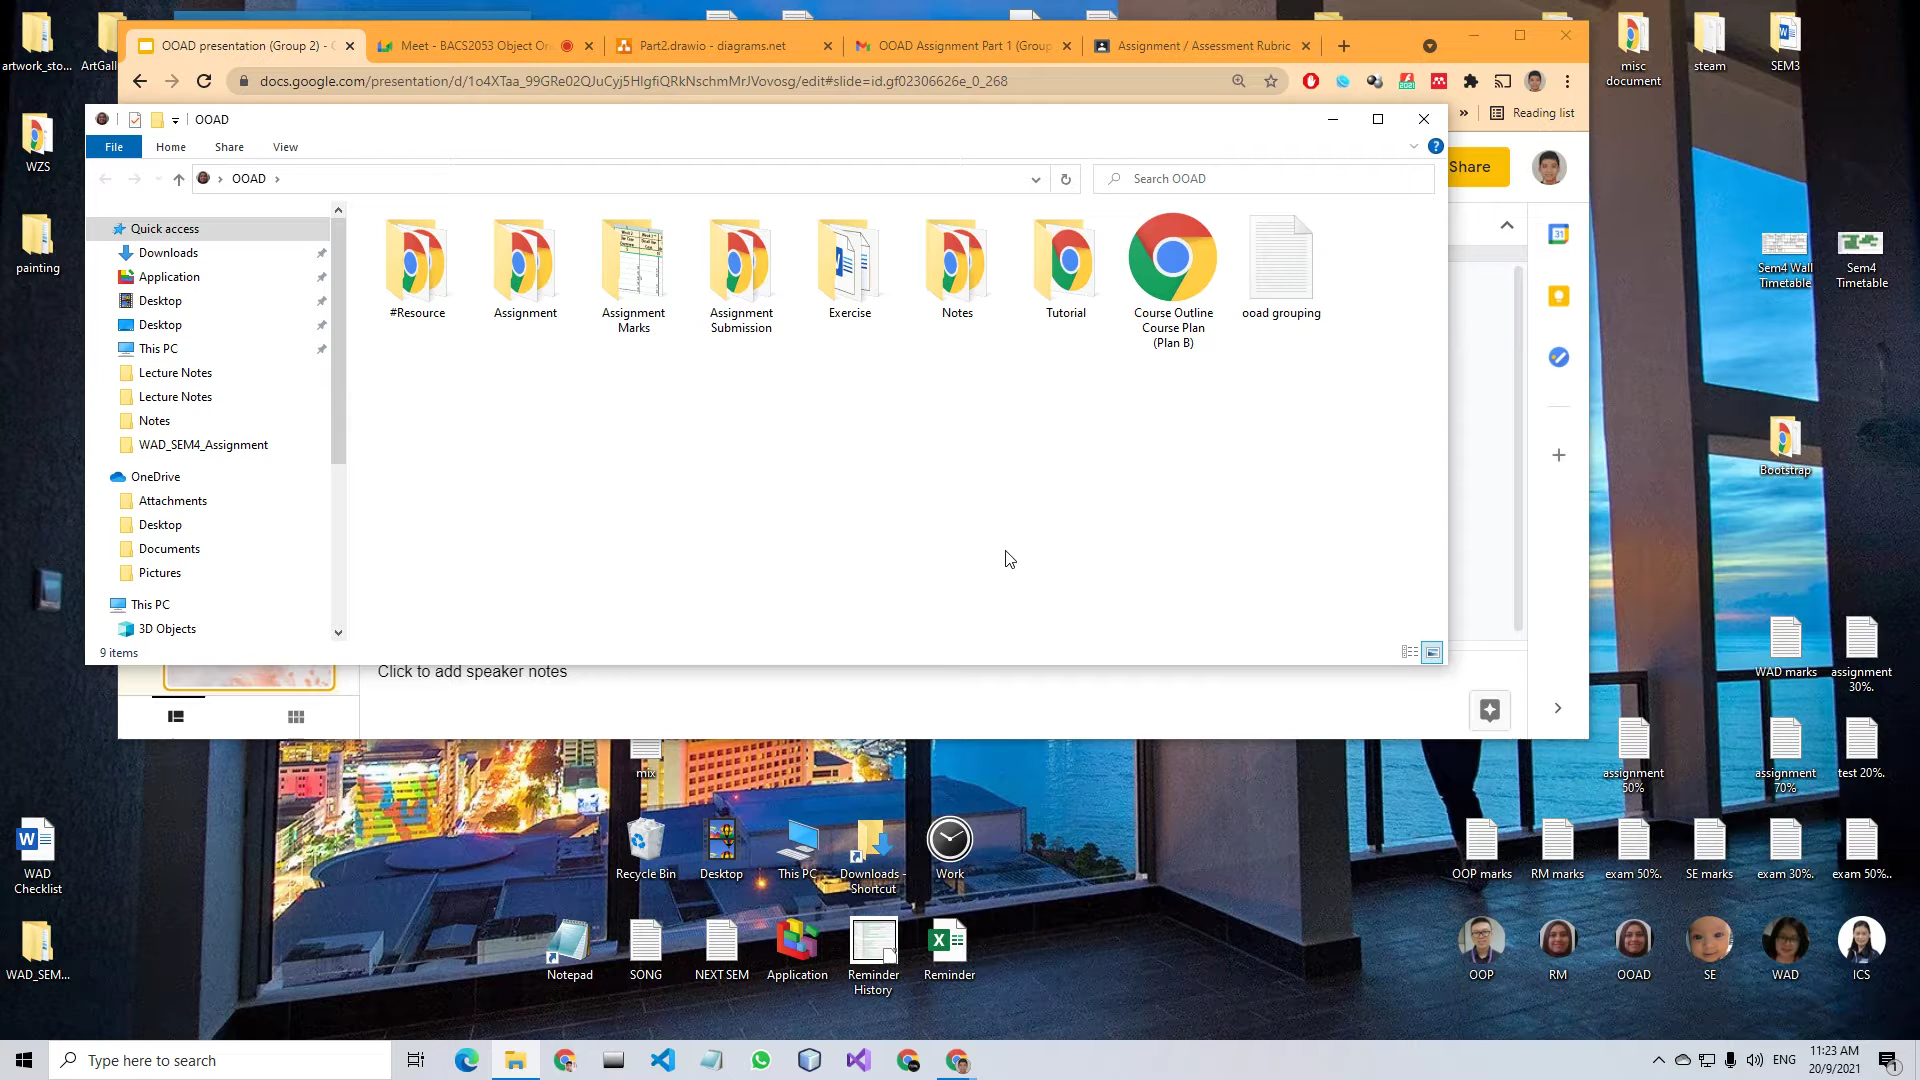 artwork_sto...
ArtGall
WZS
painting
WAD
Checklist
WAD_SEM...
OOAD presentation (Group 2) -
Meet - BACS2053 Object Ori
Part2.drawio - diagrams.net
OOAD Assignment Part 1 (Group
Assignment / Assessment Rubric
docs.google.com/presentation/d/1o4XTaa_99GRe02QJuCyj5HIgfiQRkNschmMrJVovosg/edit#slide=id.gf02306626e_0_268
» Reading list
Share
OOAD
File Home Share View
OOAD
Search OOAD
Quick access
Downloads
Application
Desktop
Desktop
This PC
Lecture Notes
Lecture Notes
Notes
WAD_SEM4_Assignment
OneDrive
Attachments
Desktop
Documents
Pictures
This PC
3D Objects
9 items
#Resource
Assignment
Assignment
Marks
Assignment
Submission
Exercise
Notes
Tutorial
Course Outline
Course Plan
(Plan B)
ooad grouping
Click to add speaker notes
31
misc
document
steam
SEM3
Sem4 Wall
Timetable
Sem4
Timetable
Bootstrap
WAD marks
assignment
30%.
assignment
50%
assignment
70%
test 20%.
OOP marks
RM marks
exam 50%.
SE marks
exam 30%.
exam 50%..
OOP
RM
OOAD
SE
WAD
ICS
mix
Recycle Bin
Desktop
This PC
Downloads -
Shortcut
Work
Notepad
SONG
NEXT SEM
Application
Reminder
History
Reminder
Type here to search
ENG
11:23 AM
20/9/2021
1